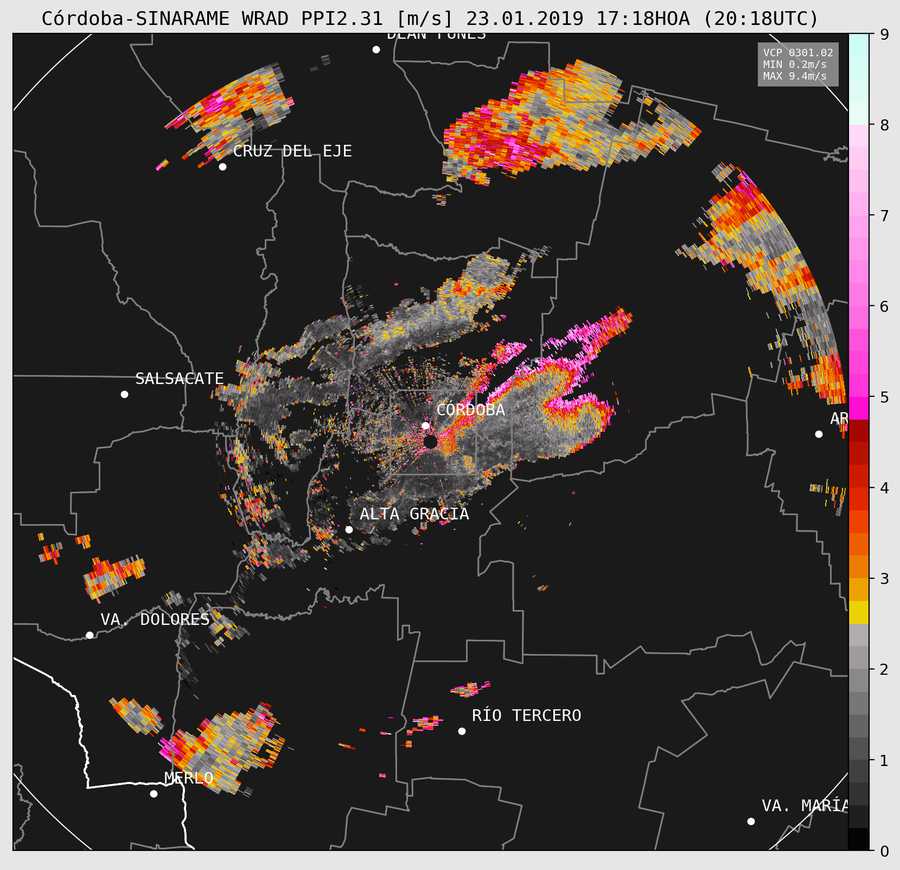 Córdoba-SINARAME WRAD PPI2.31 [m/s] 23.01.2019 17:18HOA (20:18UTC)
DEÁN FUNES
VCP 0301.02
MIN 0.2m/s
MAX 9.4m/s
CRUZ DEL EJE
SALSACATE
CÓRDOBA
AR
ALTA GRACIA
VA. DOLORES
RÍO TERCERO
MERLO
VA. MARÍA
9
8
7
6
5
4
3
2
1
0